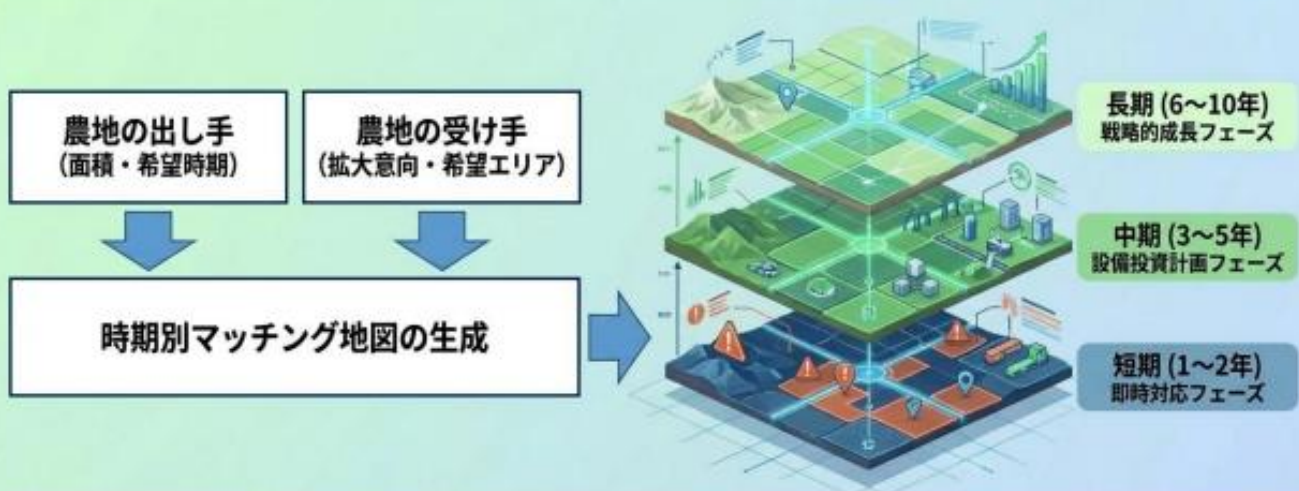 農地の出し手
（面積・希望時期）
農地の受け手
（拡大意向・希望エリア）
時期別マッチング地図の生成
長期 (6〜10年)
戦略的成長フェーズ
中期 (3〜5年)
設備投資計画フェーズ
短期 (1〜2年)
即時対応フェーズ